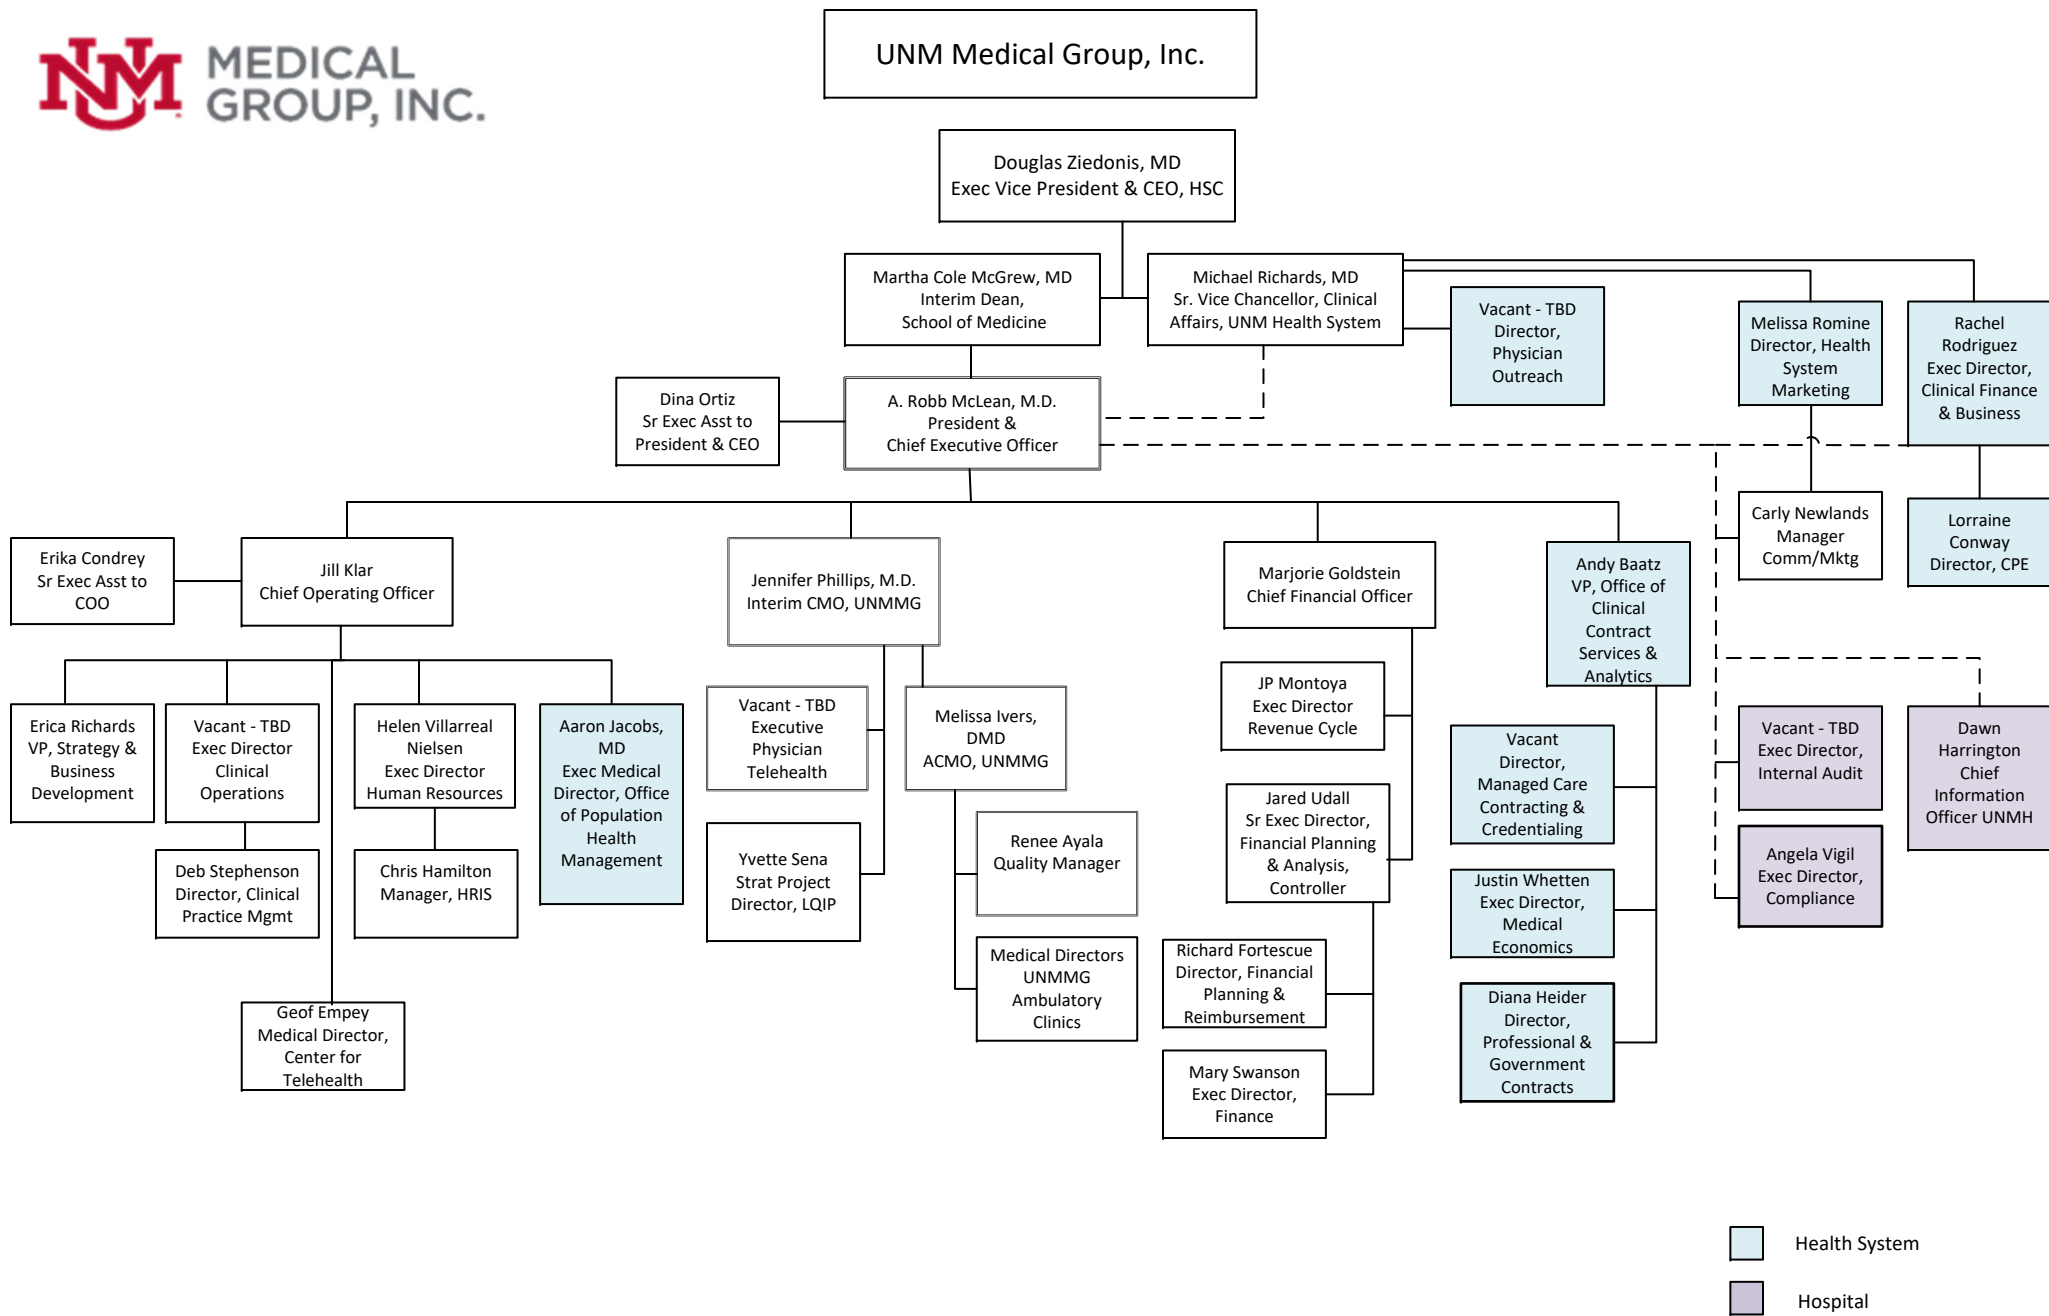 UNM MEDICAL
GROUP, INC.
UNM Medical Group, Inc.
Douglas Ziedonis, MD
Exec Vice President & CEO, HSC
Martha Cole McGrew, MD
Interim Dean,
School of Medicine
Michael Richards, MD
Sr. Vice Chancellor, Clinical
Affairs, UNM Health System
Vacant - TBD
Director,
Physician
Outreach
Melissa Romine
Director, Health
System
Marketing
Rachel
Rodriguez
Exec Director,
Clinical Finance
& Business
Dina Ortiz
Sr Exec Asst to
President & CEO
A. Robb McLean, M.D.
President &
Chief Executive Officer
Carly Newlands
Manager
Comm/Mktg
Lorraine
Conway
Director, CPE
Erika Condrey
Sr Exec Asst to
COO
Jill Klar
Chief Operating Officer
Jennifer Phillips, M.D.
Interim CMO, UNMMG
Marjorie Goldstein
Chief Financial Officer
Andy Baatz
VP, Office of
Clinical
Contract
Services &
Analytics
Erica Richards
VP, Strategy &
Business
Development
Vacant - TBD
Exec Director
Clinical
Operations
Helen Villarreal
Nielsen
Exec Director
Human Resources
Aaron Jacobs,
MD
Exec Medical
Director, Office
of Population
Health
Management
Vacant - TBD
Executive
Physician
Telehealth
Melissa Ivers,
DMD
ACMO, UNMMG
JP Montoya
Exec Director
Revenue Cycle
Vacant
Director,
Managed Care
Contracting &
Credentialing
Vacant - TBD
Exec Director,
Internal Audit
Dawn
Harrington
Chief
Information
Officer UNMH
Deb Stephenson
Director, Clinical
Practice Mgmt
Chris Hamilton
Manager, HRIS
Yvette Sena
Strat Project
Director, LQIP
Renee Ayala
Quality Manager
Jared Udall
Sr Exec Director,
Financial Planning
& Analysis,
Controller
Justin Whetten
Exec Director,
Medical
Economics
Angela Vigil
Exec Director,
Compliance
Geof Empey
Medical Director,
Center for
Telehealth
Medical Directors
UNMMG
Ambulatory
Clinics
Richard Fortescue
Director, Financial
Planning &
Reimbursement
Diana Heider
Director,
Professional &
Government
Contracts
Mary Swanson
Exec Director,
Finance
Health System
Hospital